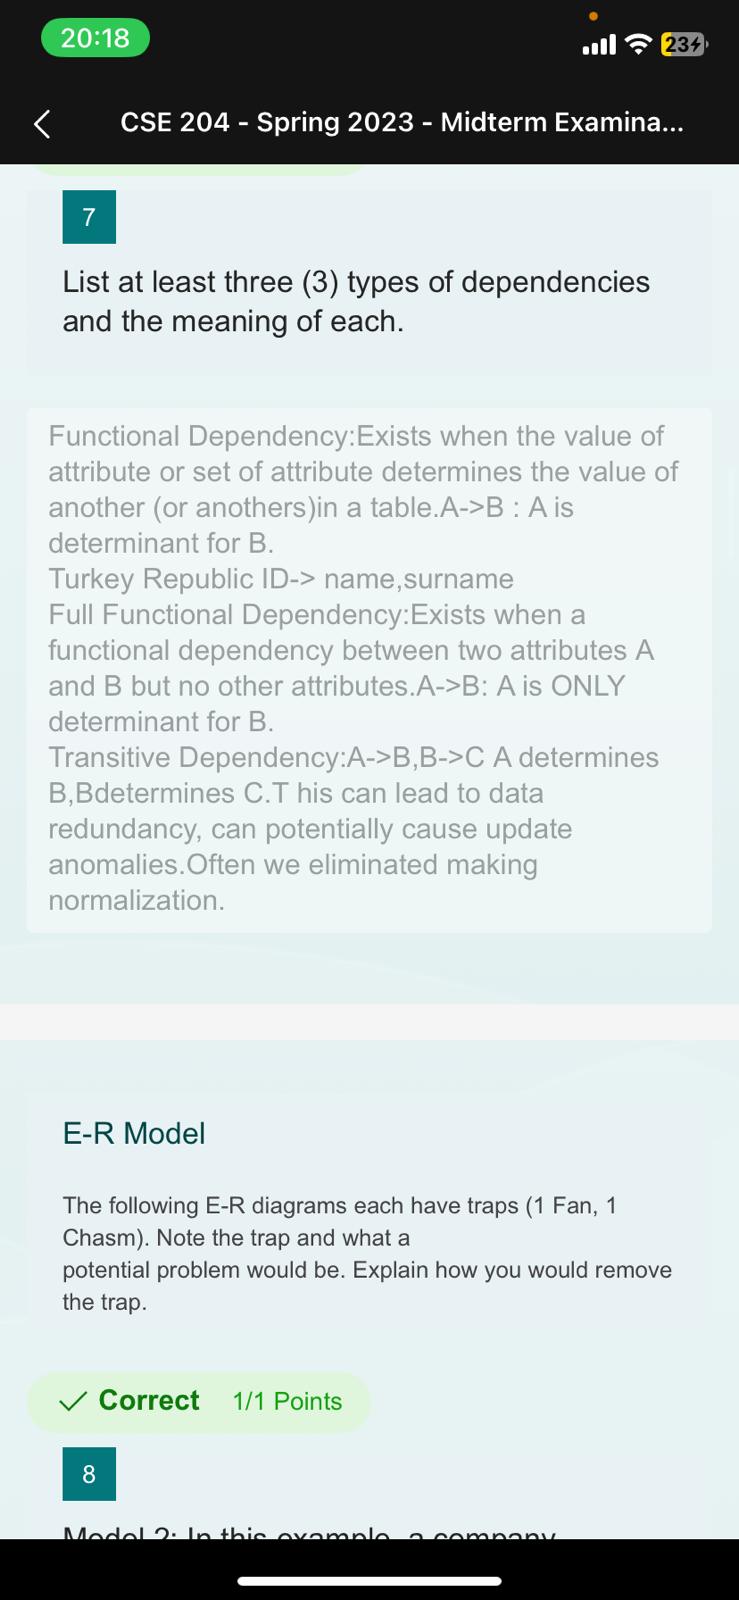 20:18
23
CSE 204 - Spring 2023 - Midterm Examina...
7
List at least three (3) types of dependencies
and the meaning of each.
Functional Dependency:Exists when the value of
attribute or set of attribute determines the value of
another (or anothers)in a table.A->B : A is
determinant for B.
Turkey Republic ID-> name,surname
Full Functional Dependency:Exists when a
functional dependency between two attributes A
and B but no other attributes.A->B: A is ONLY
determinant for B.
Transitive Dependency:A->B,B->C A determines
B,Bdetermines C.T his can lead to data
redundancy, can potentially cause update
anomalies.Often we eliminated making
normalization.
E-R Model
The following E-R diagrams each have traps (1 Fan, 1
Chasm). Note the trap and what a
potential problem would be. Explain how you would remove
the trap.
Correct 1/1 Points
8
Model 2: In this example, a company